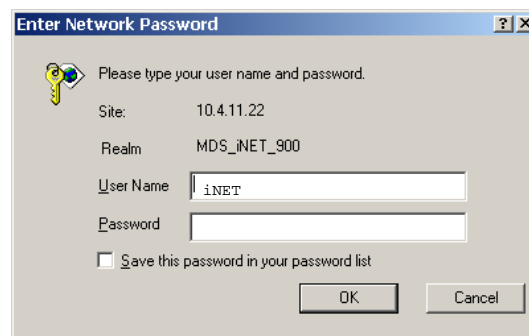 Enter Network Password
Please type your user name and password.
Site: 10.4.11.22
Realm MDS_iNET_900
User Name iNET
Password
Save this password in your password list
OK Cancel